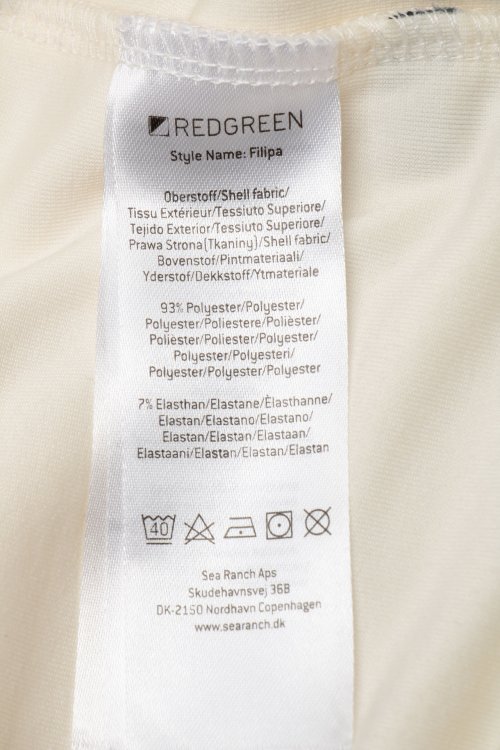 REDGREEN
Style Name: Filipa
Oberstoff/Shell fabric/
Tissu Extérieur/Tessiuto Superiore/
Tejido Exterior/Tessiuto Superiore/
Prawa Strona(Tkaniny)/Shell fabric/
Bovenstof/Pintmateriaali/
Yderstof/Dekkstoff/Ytmateriale
93% Polyester/Polyester/
Polyester/Poliestere/Polièster/
Polièster/Poliester/Polyester/
Polyester/Polyesteri/
Polyester/Polyester/Polyester
7% Elasthan/Elastane/Èlasthanne/
Elastan/Elastano/Elastano/
Elastan/Elastan/Elastaan/
Elastaani/Elastan/Elastan/Elastan
40
Sea Ranch Aps
Skudehavnsvej 36B
DK-2150 Nordhavn Copenhagen
www.searanch.dk